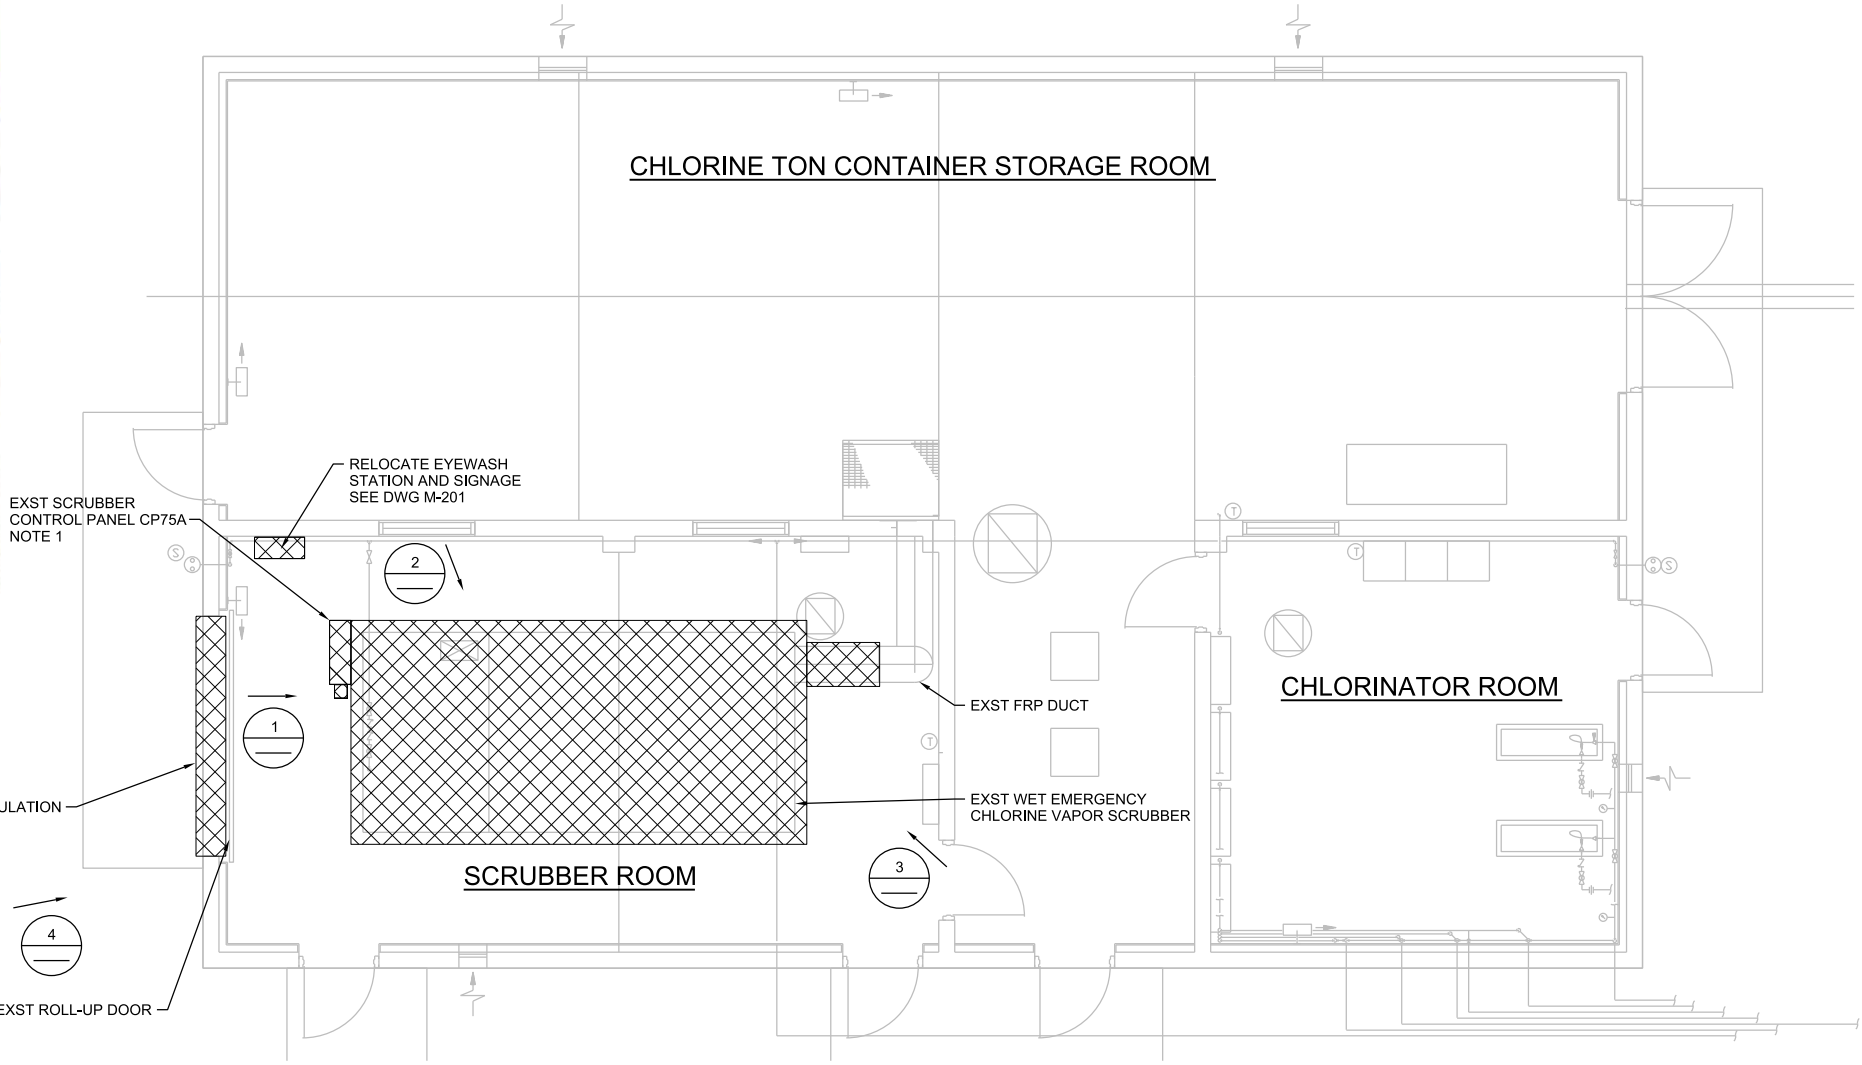 CHLORINE TON CONTAINER STORAGE ROOM
RELOCATE EYEWASH
STATION AND SIGNAGE
SEE DWG M-201
EXST SCRUBBER
CONTROL PANEL CP75A
NOTE 1
S
2
T
T
S
1
EXST FRP DUCT
CHLORINATOR ROOM
T
ULATION
EXST WET EMERGENCY
CHLORINE VAPOR SCRUBBER
SCRUBBER ROOM
3
4
EXST ROLL-UP DOOR